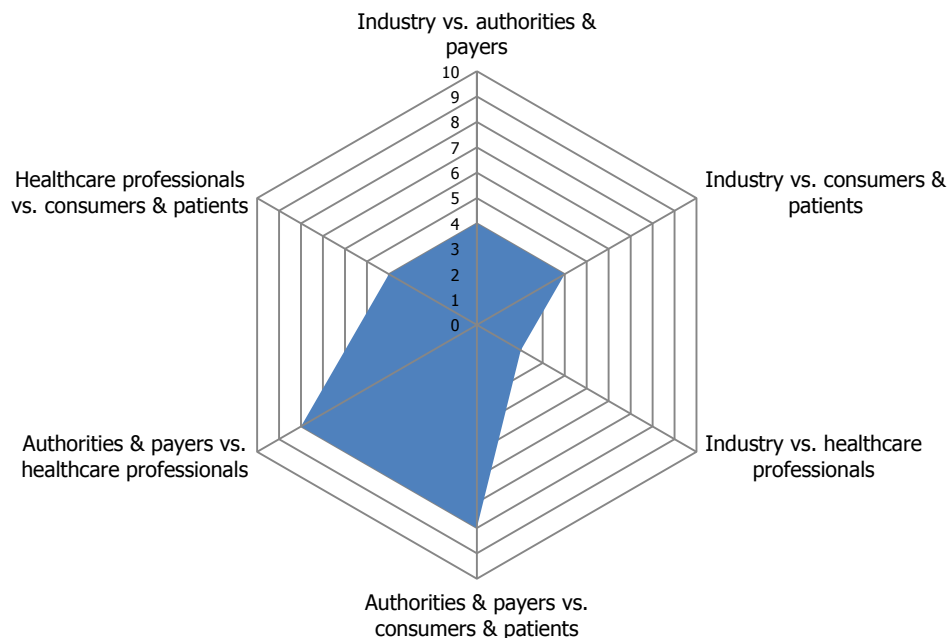 Industry vs. authorities &
payers
10
9
8
7
6
5
4
3
2
1
0
Healthcare professionals
vs. consumers & patients
Industry vs. consumers &
patients
Authorities & payers vs.
healthcare professionals
Industry vs. healthcare
professionals
Authorities & payers vs.
consumers & patients